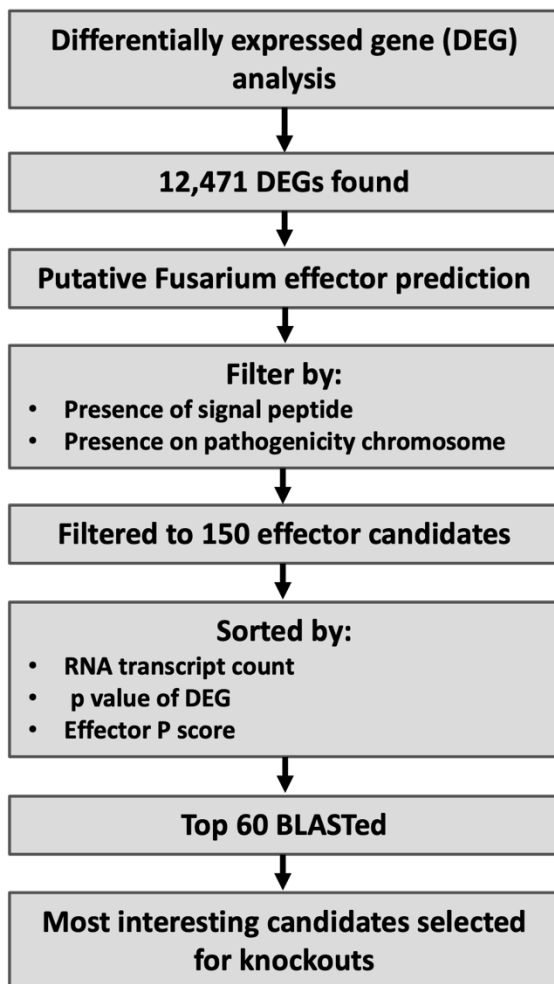 Differentially expressed gene (DEG)
analysis
12,471 DEGs found
Putative Fusarium effector prediction
Filter by:
• Presence of signal peptide
• Presence on pathogenicity chromosome
Filtered to 150 effector candidates
Sorted by:
• RNA transcript count
• p value of DEG
• Effector P score
Top 60 BLASTed
Most interesting candidates selected
for knockouts